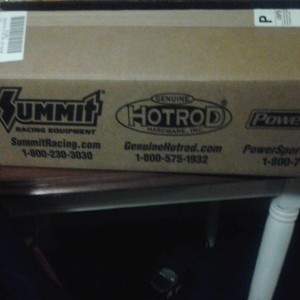 P
SUMMIT
RACING EQUIPMENT
SummitRacing.com
1-800-230-3030
GENUINE
HOTROD
HARDWARE, INC.
GenuineHotrod.com
1-800-575-1932
Power
PowerSpor
1-800-7